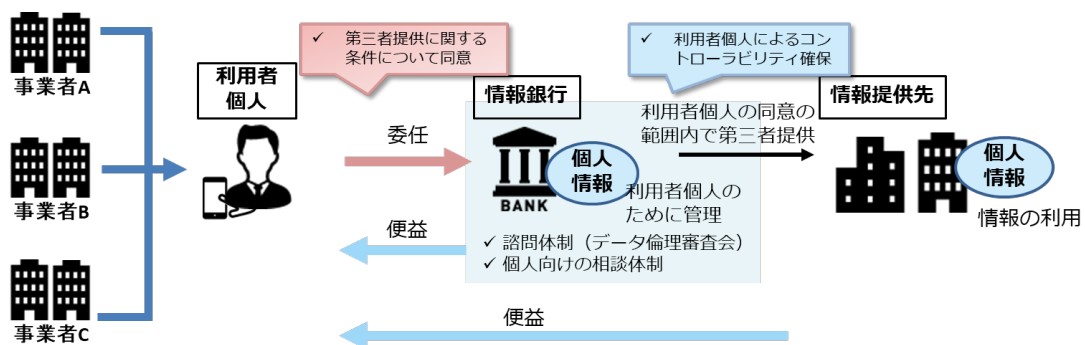 事業者A
事業者B
事業者C
利用者
個人
✓ 第三者提供に関する
条件について同意
委任
便益
情報銀行
BANK
個人
情報
利用者個人の
ために管理
✓ 諮問体制（データ倫理審査会）
✓ 個人向けの相談体制
✓ 利用者個人によるコン
トローラビリティ確保
利用者個人の同意の
範囲内で第三者提供
情報提供先
個人
情報
情報の利用
便益